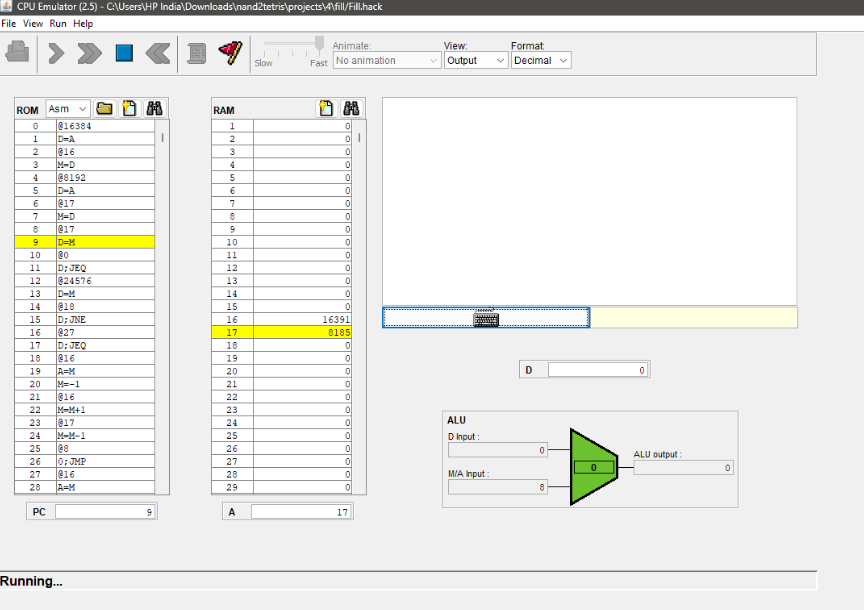 CPU Emulator (2.5) - C:\Users\HP India\Downloads\nand2tetris\projects\4\fill/Fill.hack
File View Run Help
Slow Fast
Animate:
No animation
View:
Output
Format:
Decimal
ROM Asm
0 @16384
1 D=A
2 @16
3 M=D
4 @8192
5 D=A
6 @17
7 M=D
8 @17
9 D=M
10 @0
11 D;JEQ
12 @24576
13 D=M
14 @18
15 D;JNE
16 @27
17 D;JEQ
18 @16
19 A=M
20 M=-1
21 @16
22 M=M+1
23 @17
24 M=M-1
25 @8
26 0;JMP
27 @16
28 A=M
PC 9
RAM
1 0
2 0
3 0
4 0
5 0
6 0
7 0
8 0
9 0
10 0
11 0
12 0
13 0
14 0
15 0
16 16391
17 8185
18 0
19 0
20 0
21 0
22 0
23 0
24 0
25 0
26 0
27 0
28 0
29 0
A 17
D 0
ALU
D Input :
0
M/A Input :
8
0
ALU output :
0
Running...